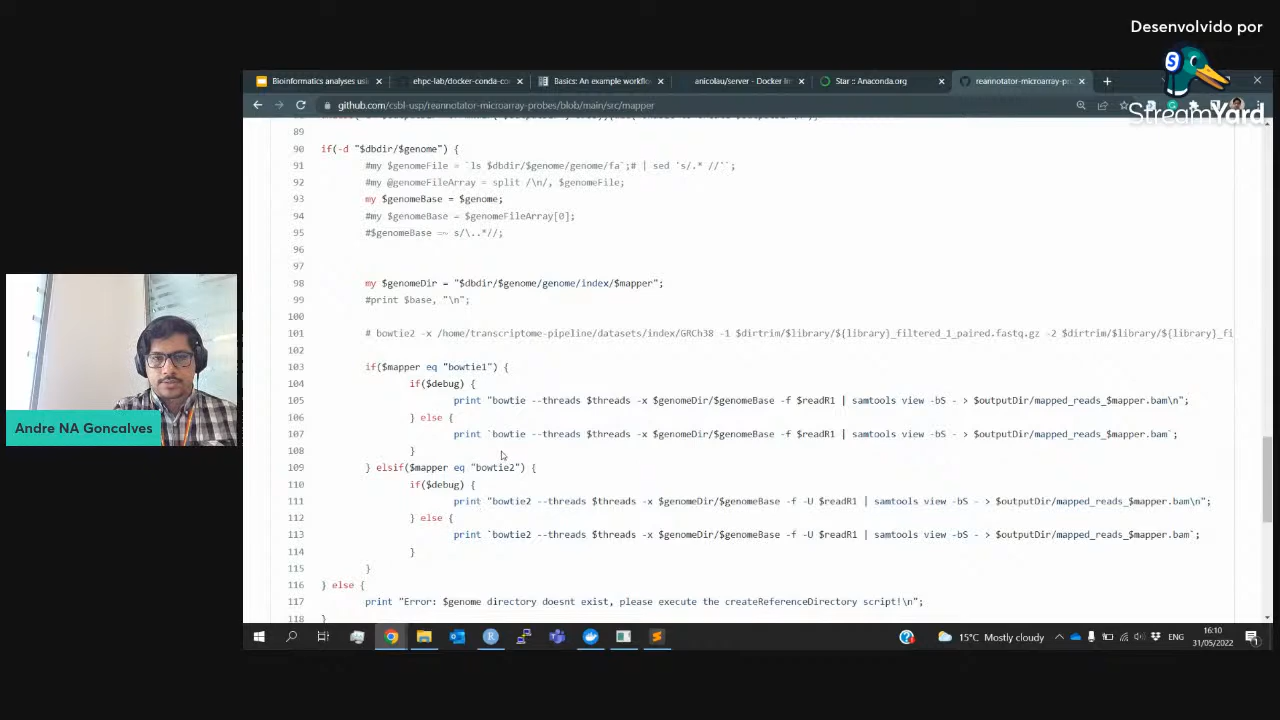 Desenvolvido por
StreamYard
Bioinformatics analyses usi
ehpc-lab/docker-conda-co
Basics: An example workfl
anicolau/server - Docker I
Star :: Anaconda.org
reannotator-microarray-p
github.com/csbl-usp/reannotator-microarray-probes/blob/main/src/mapper
89
90 if(-d "$dbdir/$genome") {
91 #my $genomeFile = `ls $dbdir/$genome/genome/fa`;# | sed 's/.* //'`;
92 #my @genomeFileArray = split /\n/, $genomeFile;
93 my $genomeBase = $genome;
94 #my $genomeBase = $genomeFileArray[0];
95 #$genomeBase =~ s/\..*//;
96
97
98 my $genomeDir = "$dbdir/$genome/genome/index/$mapper";
99 #print $base, "\n";
100
101 # bowtie2 -x /home/transcriptome-pipeline/datasets/index/GRCh38 -1 $dirtrim/$library/${library}_filtered_1_paired.fastq.gz -2 $dirtrim/$library/${library}_fi
102
103 if($mapper eq "bowtie1") {
104 if($debug) {
105 print "bowtie --threads $threads -x $genomeDir/$genomeBase -f $readR1 | samtools view -bS - > $outputDir/mapped_reads_$mapper.bam\n";
106 } else {
107 print `bowtie --threads $threads -x $genomeDir/$genomeBase -f $readR1 | samtools view -bS - > $outputDir/mapped_reads_$mapper.bam`;
108 }
109 } elsif($mapper eq "bowtie2") {
110 if($debug) {
111 print "bowtie2 --threads $threads -x $genomeDir/$genomeBase -f -U $readR1 | samtools view -bS - > $outputDir/mapped_reads_$mapper.bam\n";
112 } else {
113 print `bowtie2 --threads $threads -x $genomeDir/$genomeBase -f -U $readR1 | samtools view -bS - > $outputDir/mapped_reads_$mapper.bam`;
114 }
115 }
116 } else {
117 print "Error: $genome directory doesnt exist, please execute the createReferenceDirectory script!\n";
118 }
Andre NA Goncalves
15°C Mostly cloudy
ENG
16:10
31/05/2022